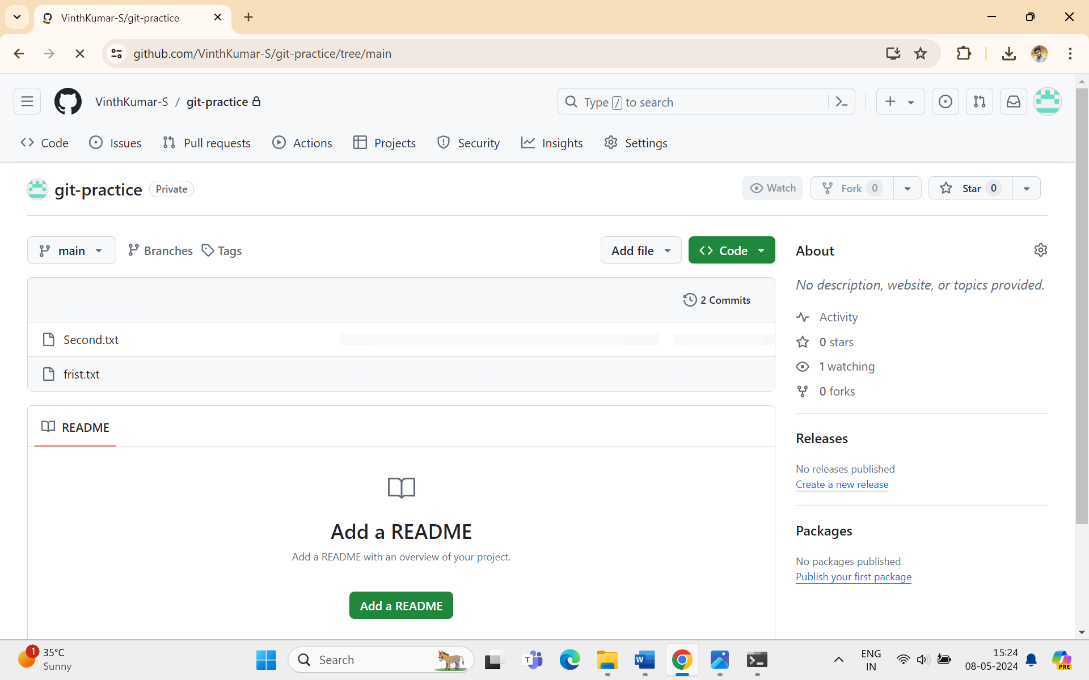 VinthKumar-S/git-practice
github.com/VinthKumar-S/git-practice/tree/main
VinthKumar-S / git-practice
Type / to search
Code Issues Pull requests Actions Projects Security Insights Settings
git-practice Private
Watch Fork 0 Star 0
main Branches Tags Add file Code
2 Commits
Second.txt
frist.txt
README
Add a README
Add a README with an overview of your project.
Add a README
About
No description, website, or topics provided.
Activity
0 stars
1 watching
0 forks
Releases
No releases published
Create a new release
Packages
No packages published
Publish your first package
1
35°C
Sunny
Search
ENG
IN
15:24
08-05-2024
PRE